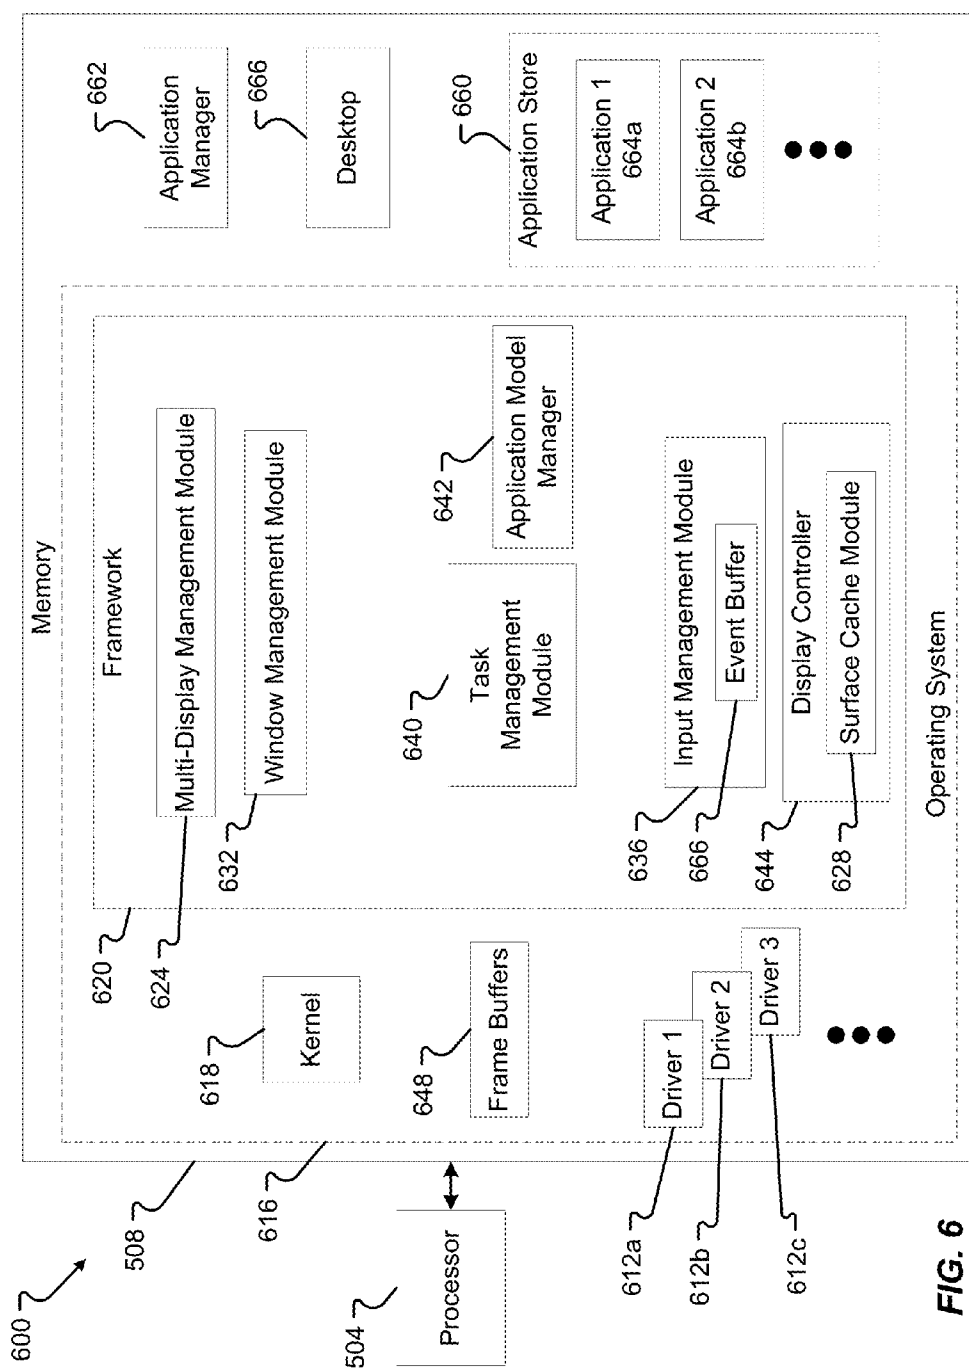 600
508
Memory
504
Processor
616
Operating System
618
Kernel
648
Frame Buffers
612a
Driver 1
612b
Driver 2
612c
Driver 3
620
Framework
624
Multi-Display Management Module
632
Window Management Module
640
Task
Management
Module
642
Application Model
Manager
636
Input Management Module
666
Event Buffer
644
Display Controller
628
Surface Cache Module
662
Application
Manager
666
Desktop
660
Application Store
Application 1
664a
Application 2
664b
FIG. 6